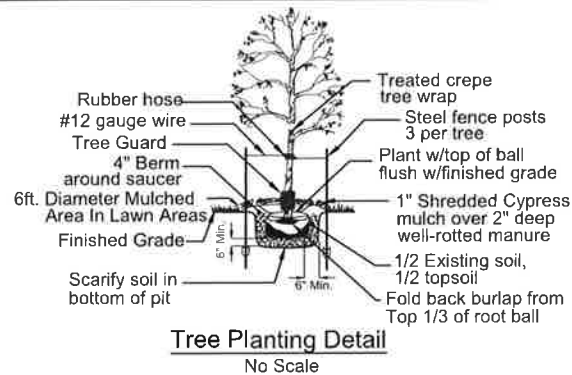 Rubber hose
#12 gauge wire
Tree Guard
4" Berm
around saucer
6ft. Diameter Mulched
Area In Lawn Areas
Finished Grade
Scarify soil in
bottom of pit
6" Min.
6" Min.
Treated crepe
tree wrap
Steel fence posts
3 per tree
Plant w/top of ball
flush w/finished grade
1" Shredded Cypress
mulch over 2" deep
well-rotted manure
1/2 Existing soil,
1/2 topsoil
Fold back burlap from
Top 1/3 of root ball
Tree Planting Detail
No Scale